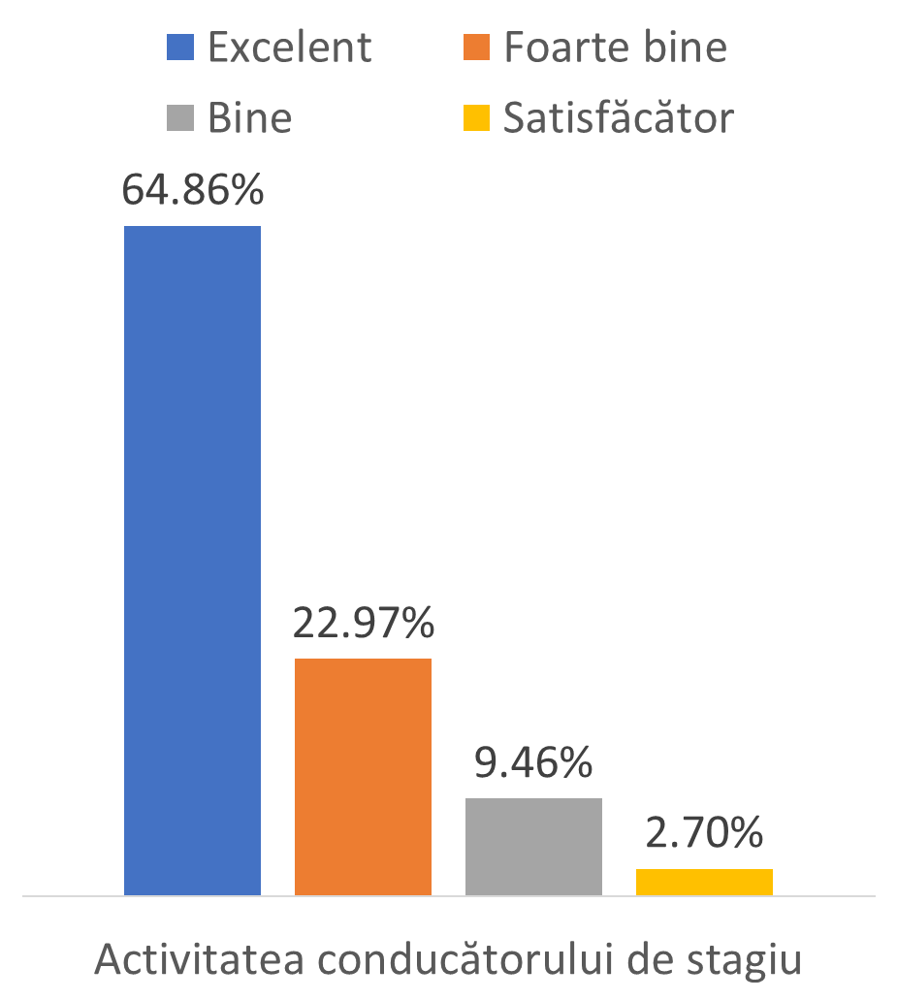 Excelent Foarte bine
Bine Satisfăcător
64.86%
22.97%
9.46%
2.70%
Activitatea conducătorului de stagiu